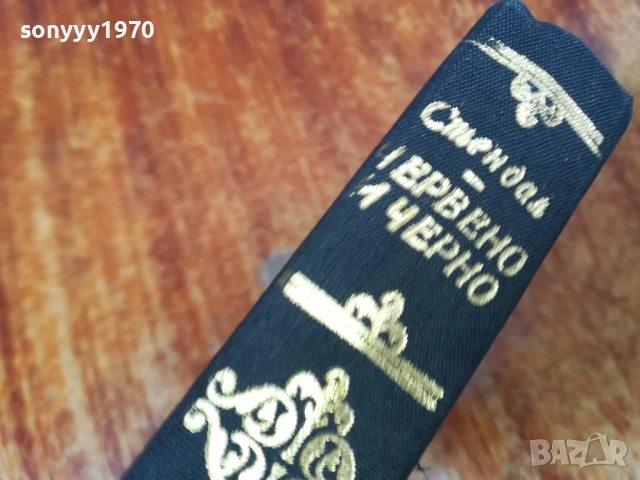 sonyyy1970
Стендал
ЧЕРВЕНО
И ЧЕРНО
BAZAR